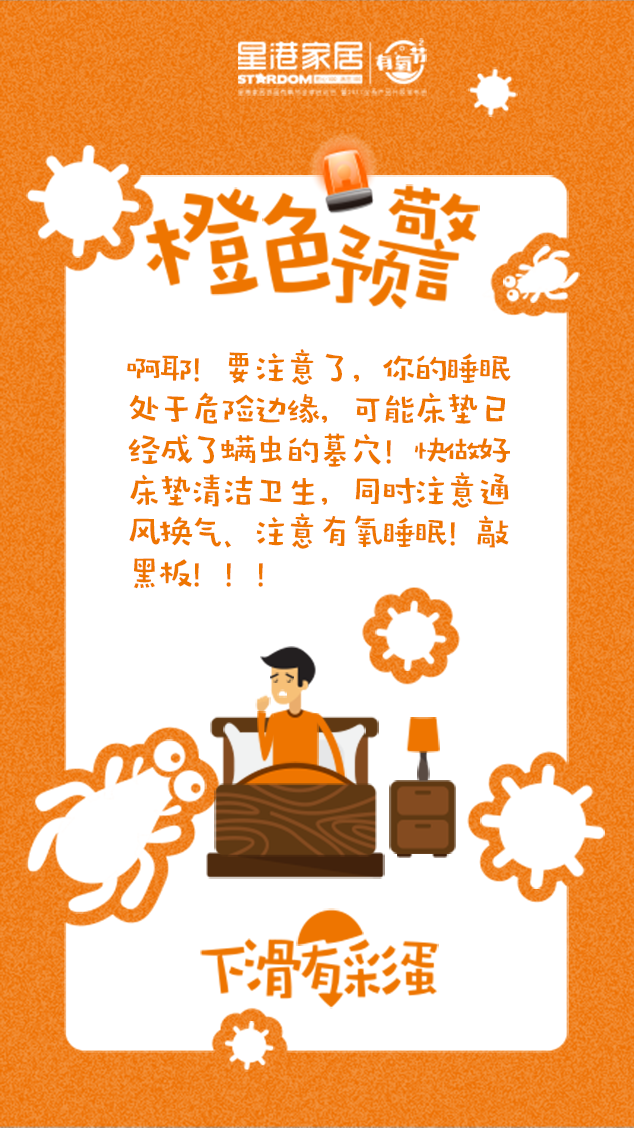 星港家居 有氧节
STARDOM
橙色预警
啊耶！要注意了，你的睡眠
处于危险边缘，可能床垫已
经成了螨虫的墓穴！快做好
床垫清洁卫生，同时注意通
风换气、注意有氧睡眠！敲
黑板！！！
下滑有彩蛋